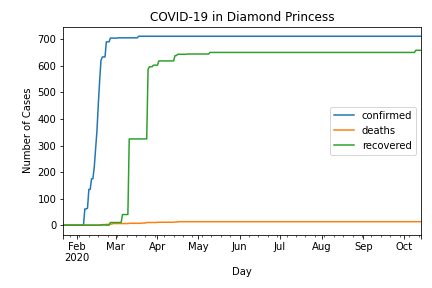 COVID-19 in Diamond Princess
Number of Cases
700
600
500
400
300
200
100
0
confirmed
deaths
recovered
Feb Mar Apr May Jun Jul Aug Sep Oct
2020
Day